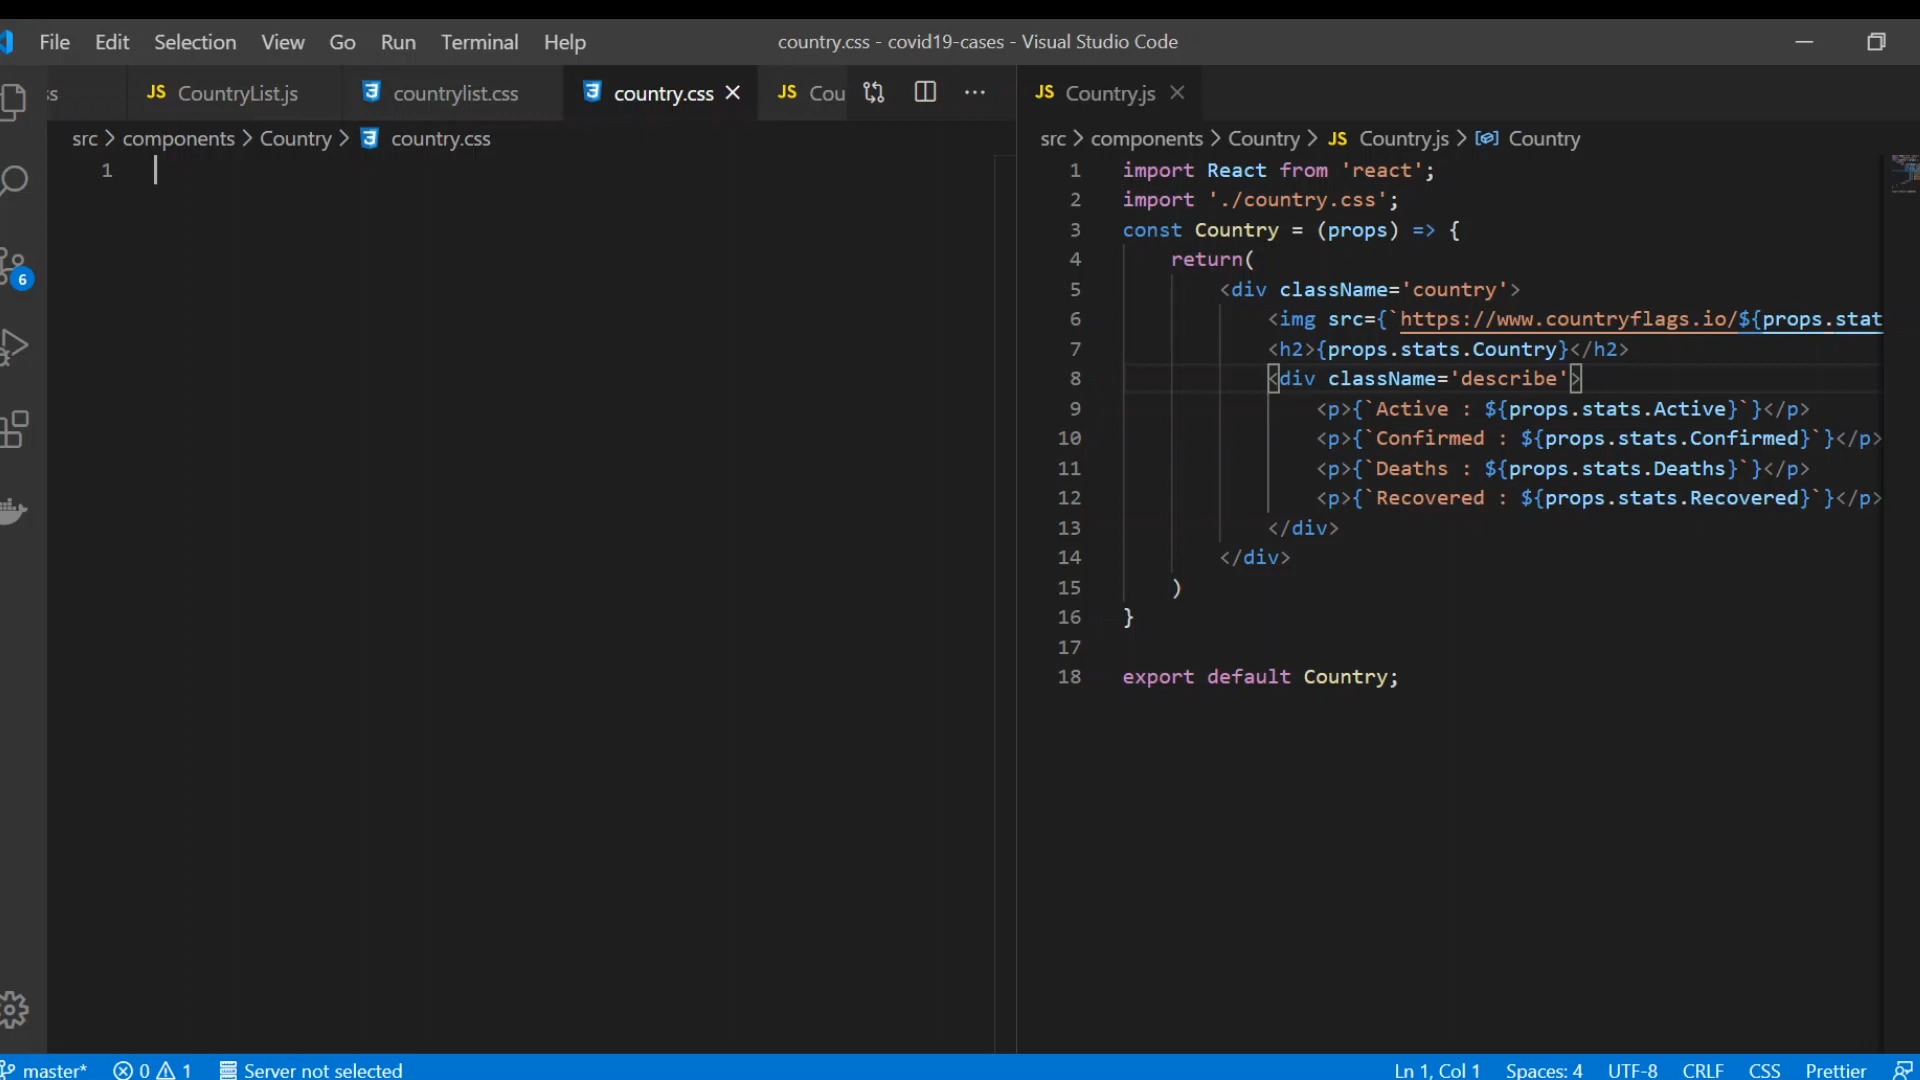 File Edit Selection View Go Run Terminal Help
country.css - covid19-cases - Visual Studio Code
ss
JS CountryList.js
countrylist.css
country.css
JS Cou
JS Country.js
src > components > Country > country.css
1
6
src > components > Country > JS Country.js > Country
1 import React from 'react';
2 import './country.css';
3 const Country = (props) => {
4 return(
5 <div className='country'>
6 <img src={`https://www.countryflags.io/${props.stat
7 <h2>{props.stats.Country}</h2>
8 <div className='describe'>
9 <p>{`Active : ${props.stats.Active}`}</p>
10 <p>{`Confirmed : ${props.stats.Confirmed}`}</p>
11 <p>{`Deaths : ${props.stats.Deaths}`}</p>
12 <p>{`Recovered : ${props.stats.Recovered}`}</p>
13 </div>
14 </div>
15 )
16 }
17
18 export default Country;
master* 0 1 Server not selected
Ln 1, Col 1 Spaces: 4 UTF-8 CRLF CSS Prettier